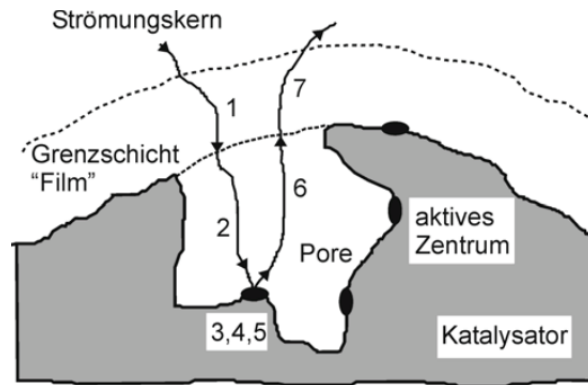 Strömungskern
1
7
Grenzschicht
"Film"
2
6
Pore
aktives
Zentrum
3,4,5
Katalysator